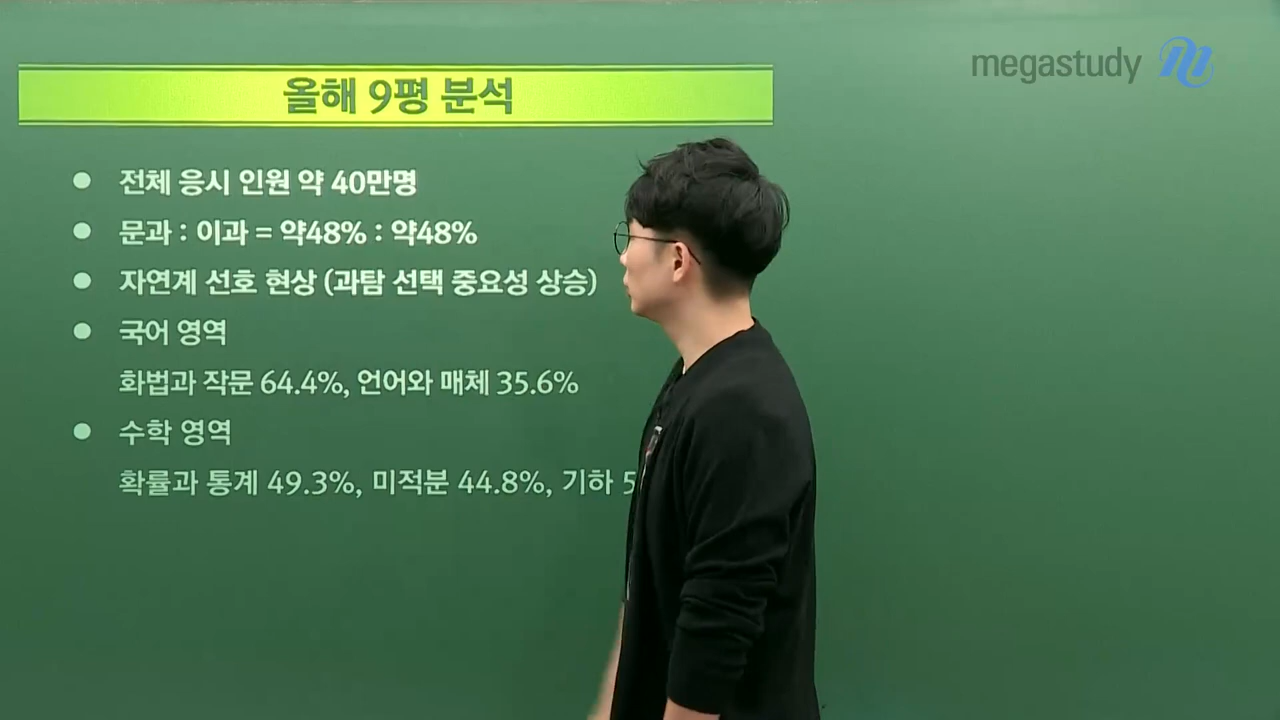 megastudy
올해 9평 분석
전체 응시 인원 약 40만명
문과 : 이과 = 약48% : 약48%
자연계 선호 현상 (과탐 선택 중요성 상승)
국어 영역
화법과 작문 64.4%, 언어와 매체 35.6%
수학 영역
확률과 통계 49.3%, 미적분 44.8%, 기하 5